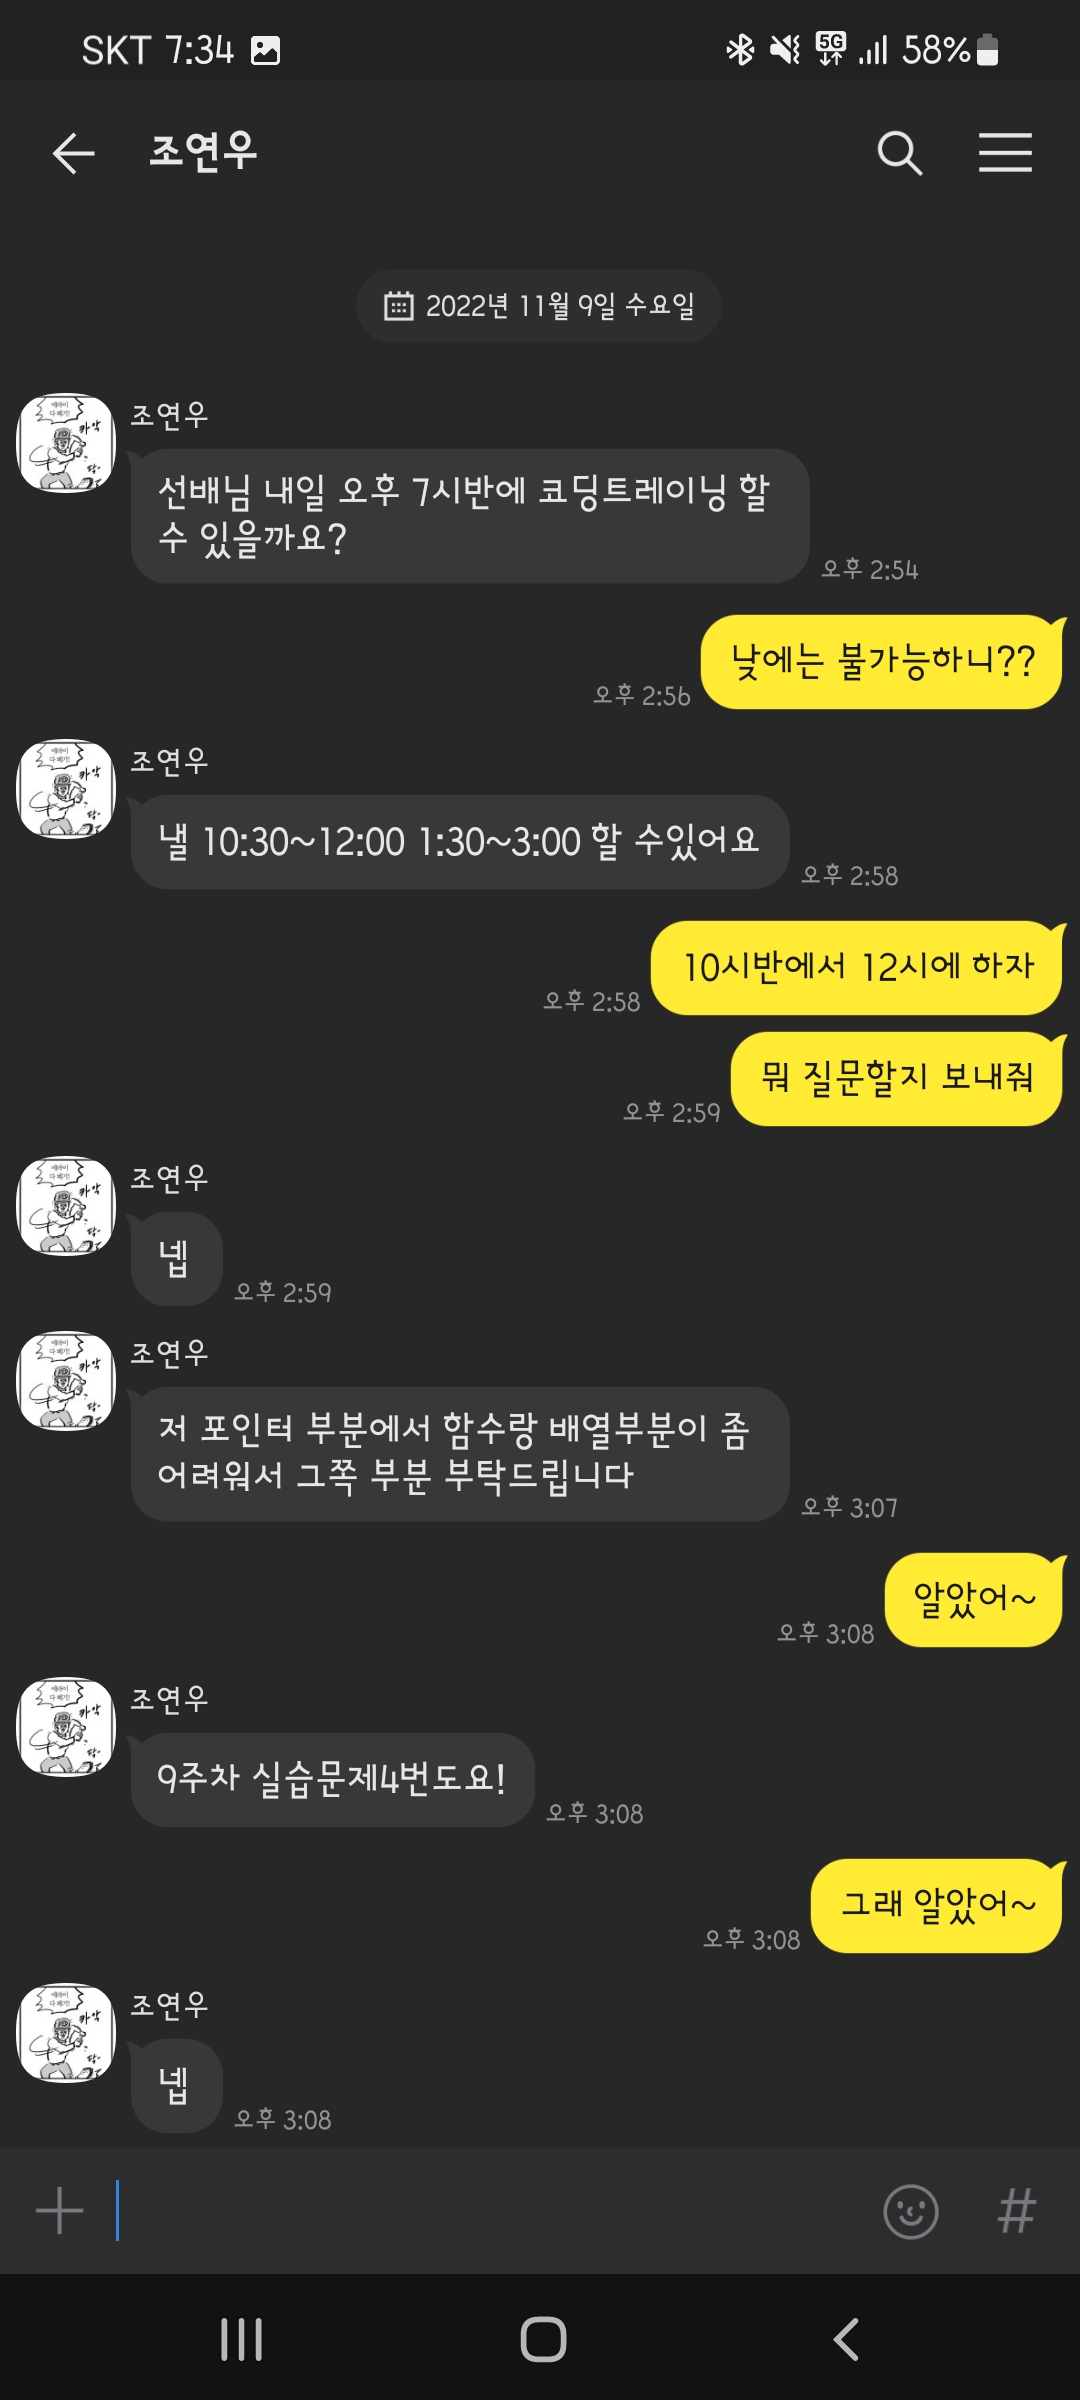 SKT 7:34 5G 58%
조연우
2022년 11월 9일 수요일
조연우
선배님 내일 오후 7시반에 코딩트레이닝 할
수 있을까요?
오후 2:54
낮에는 불가능하니??
오후 2:56
조연우
낼 10:30~12:00 1:30~3:00 할 수있어요
오후 2:58
10시반에서 12시에 하자
오후 2:58
뭐 질문할지 보내줘
오후 2:59
조연우
넵
오후 2:59
조연우
저 포인터 부분에서 함수랑 배열부분이 좀
어려워서 그쪽 부분 부탁드립니다
오후 3:07
알았어~
오후 3:08
조연우
9주차 실습문제4번도요!
오후 3:08
그래 알았어~
오후 3:08
조연우
넵
오후 3:08
#